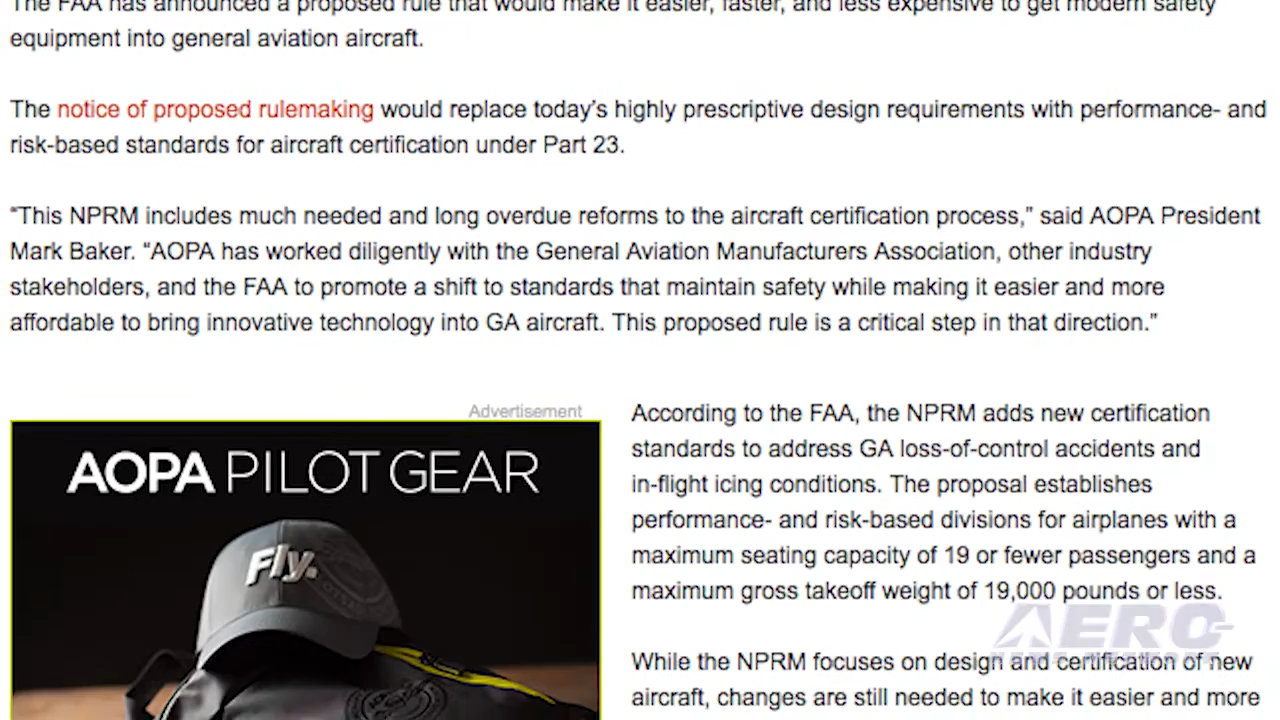 The FAA has announced a proposed rule that would make it easier, faster, and less expensive to get modern safety
equipment into general aviation aircraft.
The notice of proposed rulemaking would replace today’s highly prescriptive design requirements with performance- and
risk-based standards for aircraft certification under Part 23.
“This NPRM includes much needed and long overdue reforms to the aircraft certification process,” said AOPA President
Mark Baker. “AOPA has worked diligently with the General Aviation Manufacturers Association, other industry
stakeholders, and the FAA to promote a shift to standards that maintain safety while making it easier and more
affordable to bring innovative technology into GA aircraft. This proposed rule is a critical step in that direction.”
Advertisement
AOPA PILOT GEAR
Fly.
According to the FAA, the NPRM adds new certification
standards to address GA loss-of-control accidents and
in-flight icing conditions. The proposal establishes
performance- and risk-based divisions for airplanes with a
maximum seating capacity of 19 or fewer passengers and a
maximum gross takeoff weight of 19,000 pounds or less.
AERO
While the NPRM focuses on design and certification of new
aircraft, changes are still needed to make it easier and more